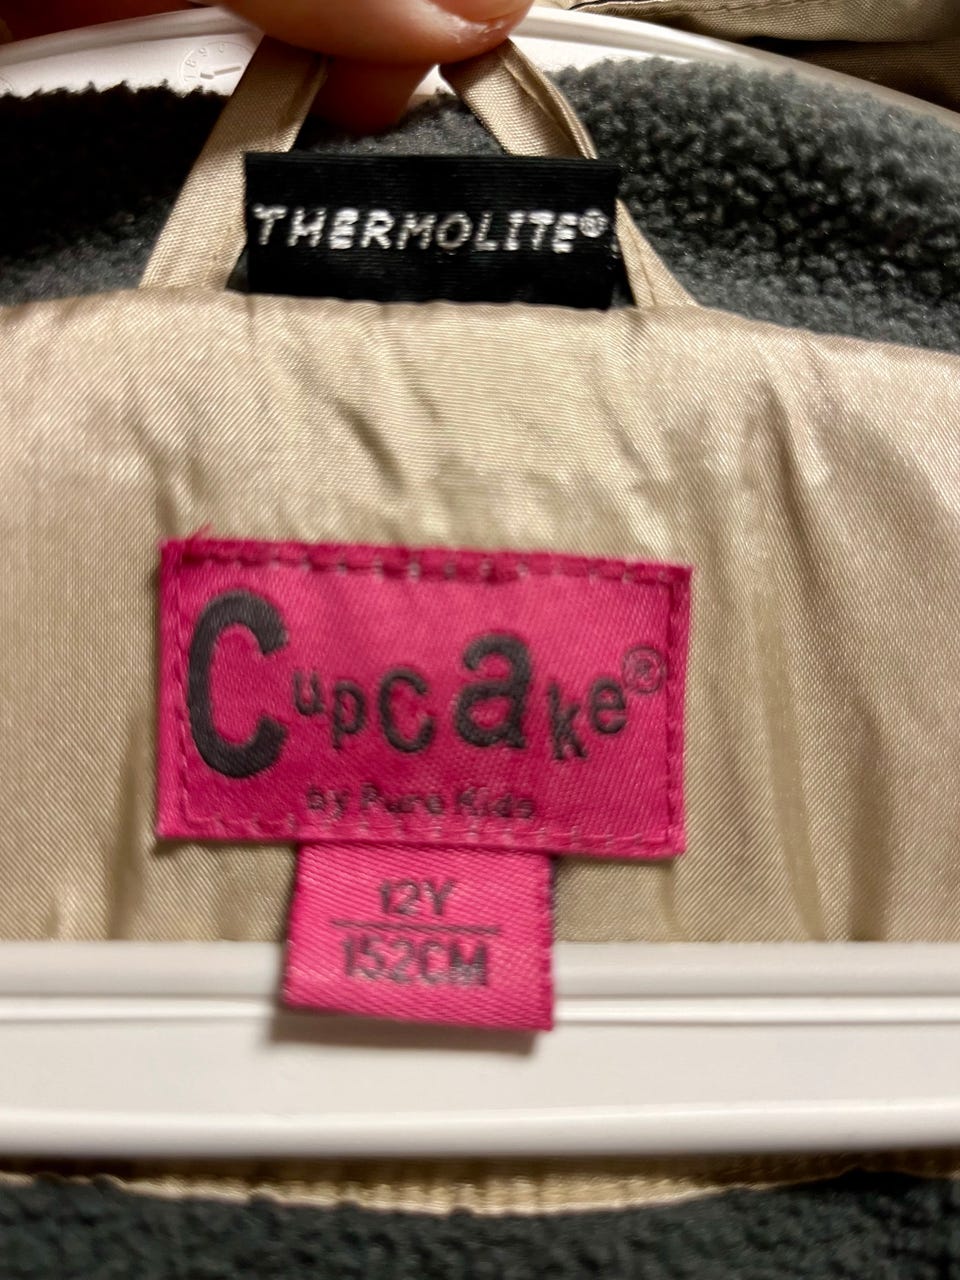 THERMOLITE®
Cupcake®
by Pure Kids
12Y
152CM